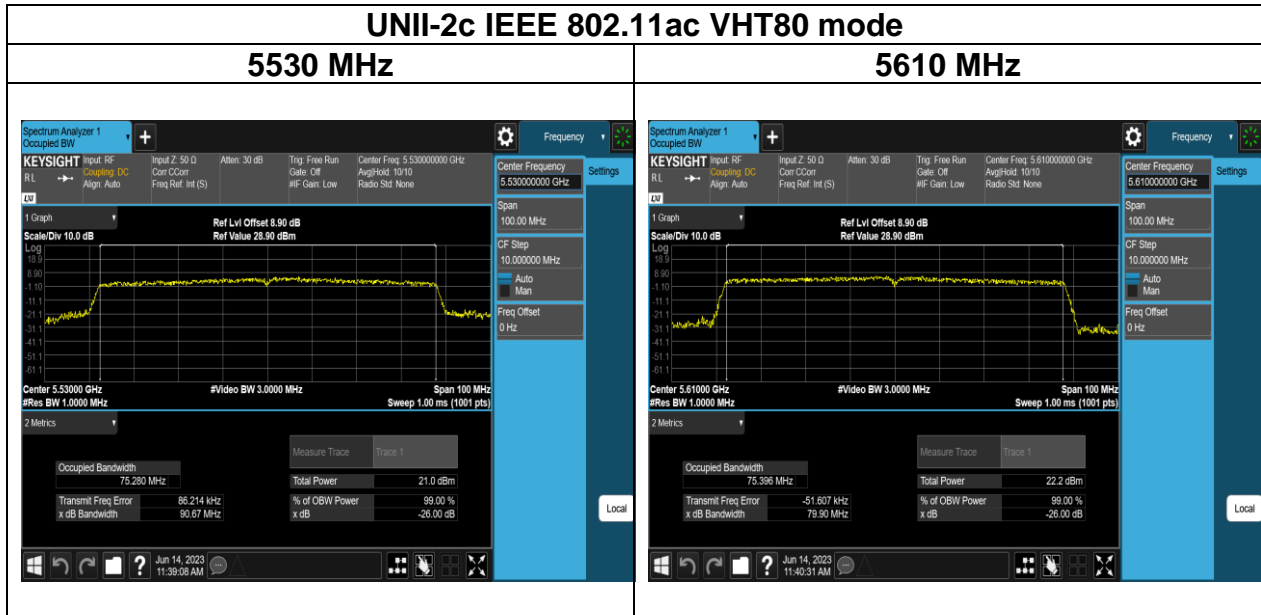 UNII-2c IEEE 802.11ac VHT80 mode
5530 MHz
5610 MHz
Spectrum Analyzer 1
Occupied BW
+
Frequency
KEYSIGHT
RL
LXI
Input: RF
Coupling: DC
Align: Auto
Input Z: 50 Ω
Corr CCorr
Freq Ref: Int (S)
Atten: 30 dB
Trig: Free Run
Gate: Off
#IF Gain: Low
Center Freq: 5.530000000 GHz
Avg|Hold: 10/10
Radio Std: None
Center Frequency
5.530000000 GHz
Settings
Span
100.00 MHz
CF Step
10.000000 MHz
Auto
Man
Freq Offset
0 Hz
1 Graph
Scale/Div 10.0 dB
Ref Lvl Offset 8.90 dB
Ref Value 28.90 dBm
Log
18.9
8.90
-1.10
-11.1
-21.1
-31.1
-41.1
-51.1
-61.1
Center 5.53000 GHz
#Video BW 3.0000 MHz
Span 100 MHz
#Res BW 1.0000 MHz
Sweep 1.00 ms (1001 pts)
2 Metrics
Measure Trace
Trace 1
Occupied Bandwidth
75.280 MHz
Total Power 21.0 dBm
Transmit Freq Error 86.214 kHz
% of OBW Power 99.00 %
x dB Bandwidth 90.67 MHz
x dB -26.00 dB
Local
?
Jun 14, 2023
11:39:08 AM
Spectrum Analyzer 1
Occupied BW
+
Frequency
KEYSIGHT
RL
LXI
Input: RF
Coupling: DC
Align: Auto
Input Z: 50 Ω
Corr CCorr
Freq Ref: Int (S)
Atten: 30 dB
Trig: Free Run
Gate: Off
#IF Gain: Low
Center Freq: 5.610000000 GHz
Avg|Hold: 10/10
Radio Std: None
Center Frequency
5.610000000 GHz
Settings
Span
100.00 MHz
CF Step
10.000000 MHz
Auto
Man
Freq Offset
0 Hz
1 Graph
Scale/Div 10.0 dB
Ref Lvl Offset 8.90 dB
Ref Value 28.90 dBm
Log
18.9
8.90
-1.10
-11.1
-21.1
-31.1
-41.1
-51.1
-61.1
Center 5.61000 GHz
#Video BW 3.0000 MHz
Span 100 MHz
#Res BW 1.0000 MHz
Sweep 1.00 ms (1001 pts)
2 Metrics
Measure Trace
Trace 1
Occupied Bandwidth
75.396 MHz
Total Power 22.2 dBm
Transmit Freq Error -51.607 kHz
% of OBW Power 99.00 %
x dB Bandwidth 79.90 MHz
x dB -26.00 dB
Local
?
Jun 14, 2023
11:40:31 AM